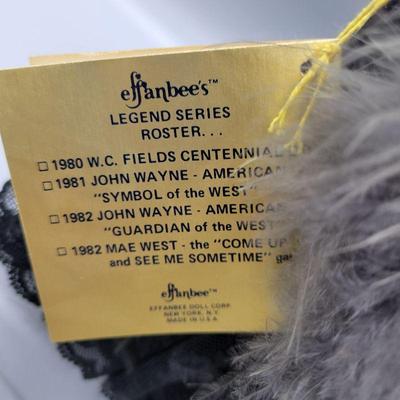 effanbee's™
LEGEND SERIES
ROSTER...
□ 1980 W.C. FIELDS CENTENNIAL
□ 1981 JOHN WAYNE - AMERICAN
"SYMBOL of the WEST"
□ 1982 JOHN WAYNE - AMERICAN
"GUARDIAN of the WEST"
□ 1982 MAE WEST - the "COME UP
and SEE ME SOMETIME"
effanbee™
EFFANBEE DOLL CORP.
NEW YORK, N.Y.
MADE IN U.S.A.